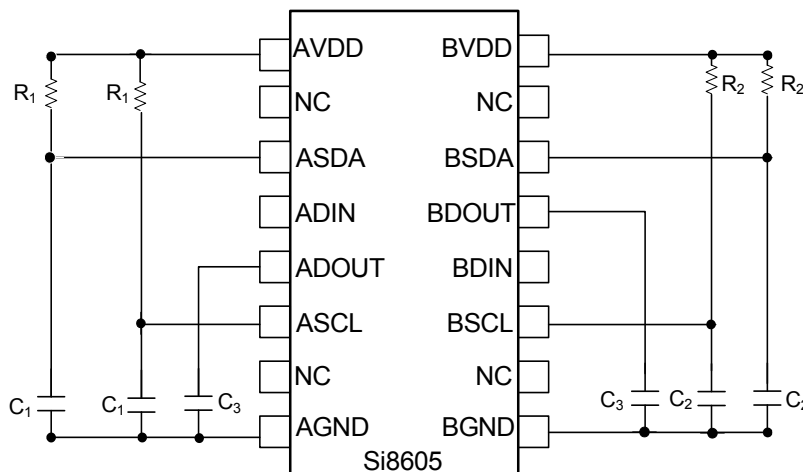 AVDD BVDD
R₁ R₁ R₂ R₂
NC NC
ASDA BSDA
ADIN BDOUT
ADOUT BDIN
ASCL BSCL
NC NC
C₁ C₁ C₃ C₃ C₂ C₂
AGND BGND
Si8605